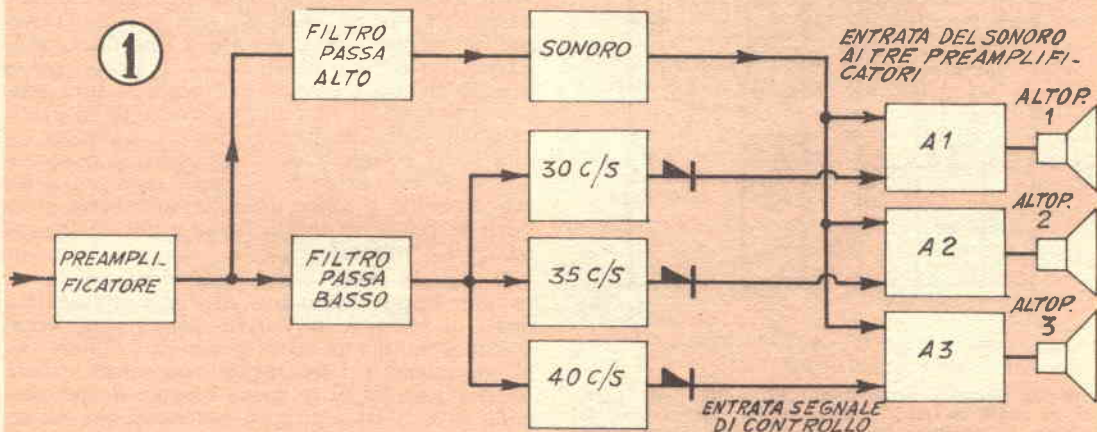 1
FILTRO
PASSA
ALTO
SONORO
ENTRATA DEL SONORO
AI TRE PREAMPLIFI-
CATORI
ALTOP.
1
A1
30 C/S
ALTOP.
2
A2
PREAMPLI-
FICATORE
FILTRO
PASSA
BASSO
35 C/S
ALTOP.
3
A3
40 C/S
ENTRATA SEGNALE
DI CONTROLLO